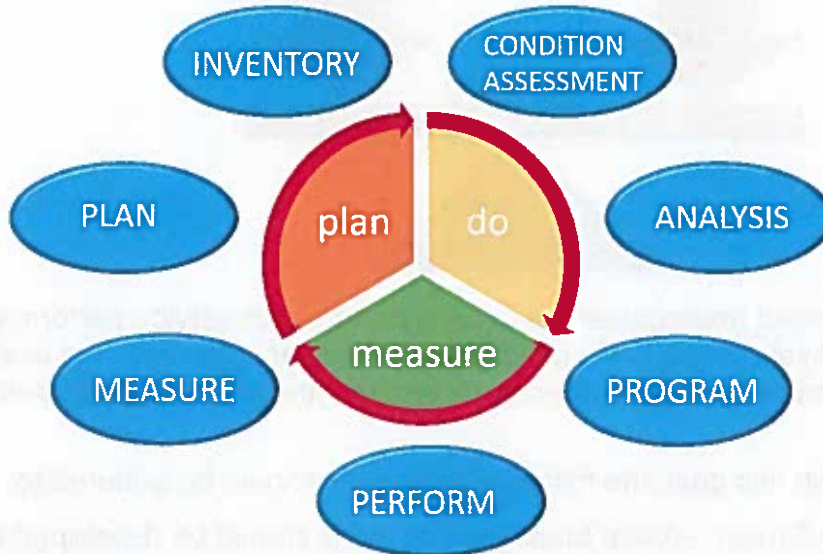 INVENTORY
CONDITION
ASSESSMENT
PLAN
plan
do
ANALYSIS
measure
MEASURE
PROGRAM
PERFORM